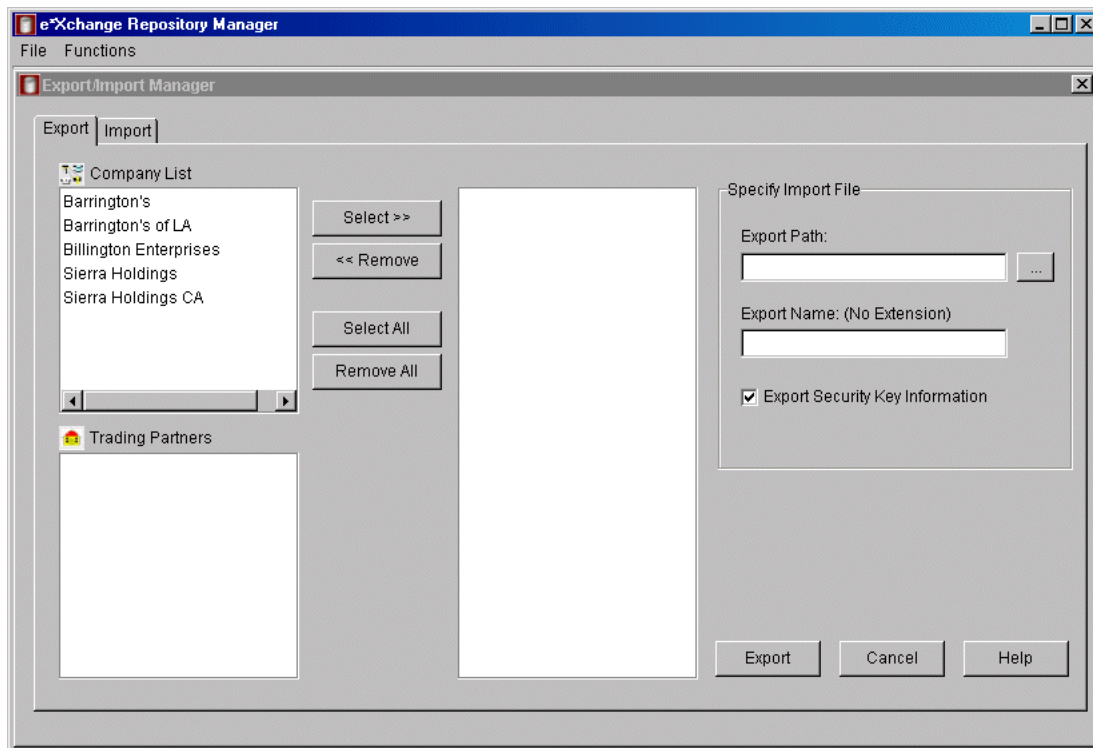 e*Xchange Repository Manager
File Functions
Export/Import Manager
Export Import
Company List
Barrington's
Barrington's of LA
Billington Enterprises
Sierra Holdings
Sierra Holdings CA
Select >>
<< Remove
Select All
Remove All
Trading Partners
Specify Import File
Export Path:
...
Export Name: (No Extension)
Export Security Key Information
Export Cancel Help